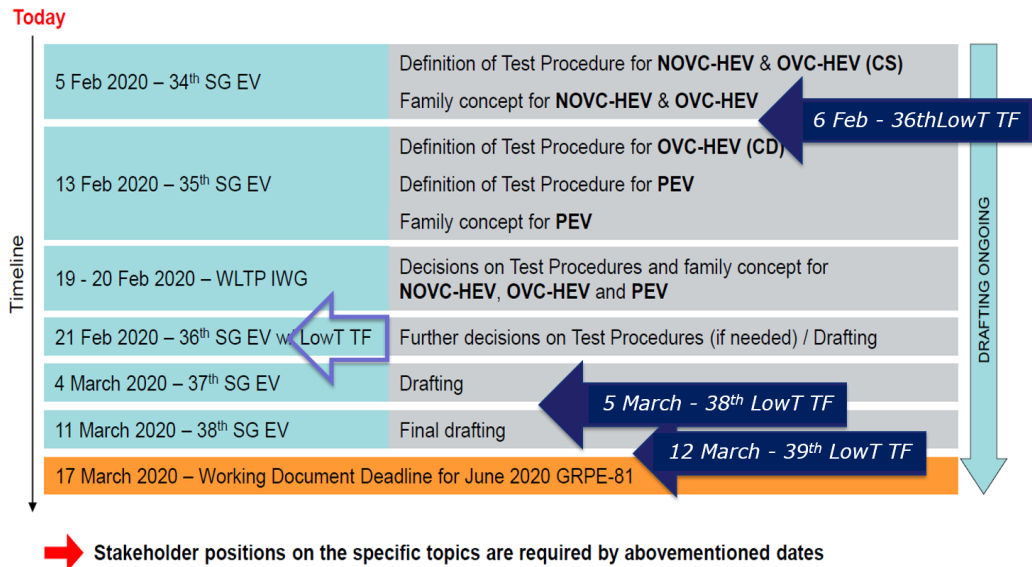 Today
Timeline
5 Feb 2020 – 34th SG EV
Definition of Test Procedure for NOVC-HEV & OVC-HEV (CS)
Family concept for NOVC-HEV & OVC-HEV
6 Feb - 36thLowT TF
13 Feb 2020 – 35th SG EV
Definition of Test Procedure for OVC-HEV (CD)
Definition of Test Procedure for PEV
Family concept for PEV
19 - 20 Feb 2020 – WLTP IWG
Decisions on Test Procedures and family concept for
NOVC-HEV, OVC-HEV and PEV
21 Feb 2020 – 36th SG EV w/ LowT TF
Further decisions on Test Procedures (if needed) / Drafting
4 March 2020 – 37th SG EV
Drafting
5 March - 38th LowT TF
11 March 2020 – 38th SG EV
Final drafting
12 March - 39th LowT TF
17 March 2020 – Working Document Deadline for June 2020 GRPE-81
DRAFTING ONGOING
Stakeholder positions on the specific topics are required by abovementioned dates